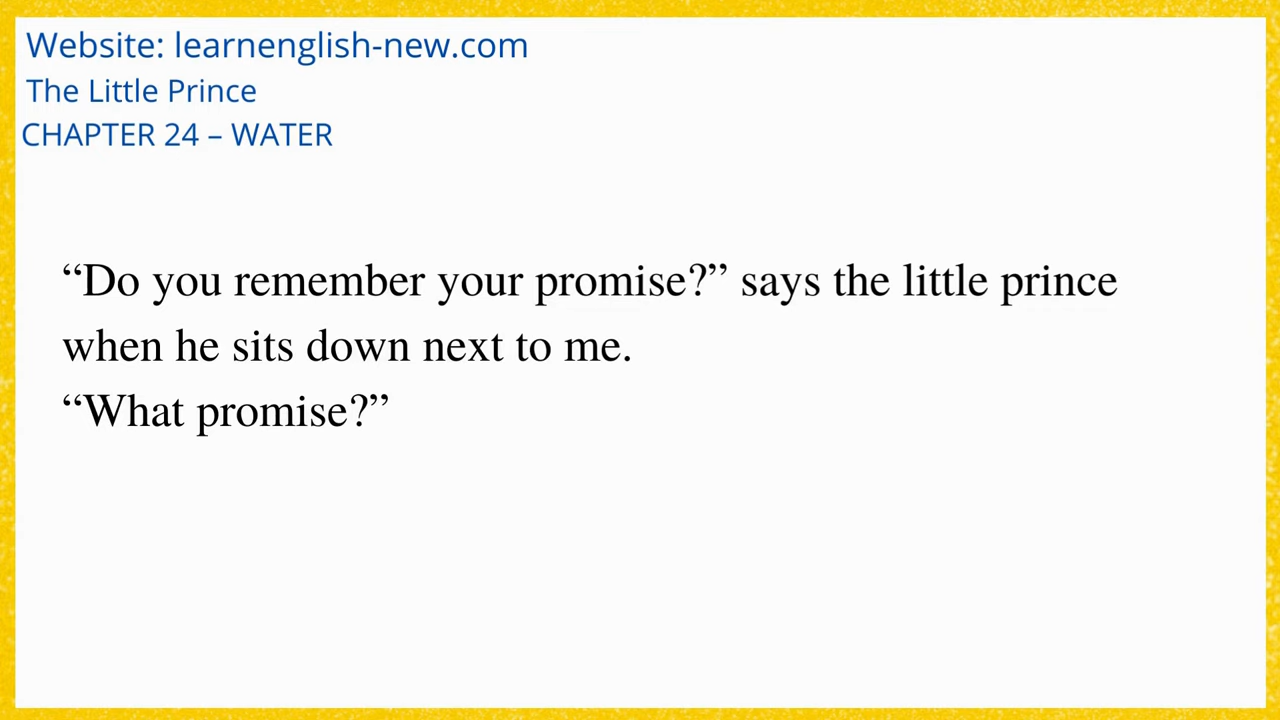 Website: learnenglish-new.com
The Little Prince
CHAPTER 24 – WATER
“Do you remember your promise?” says the little prince
when he sits down next to me.
“What promise?”